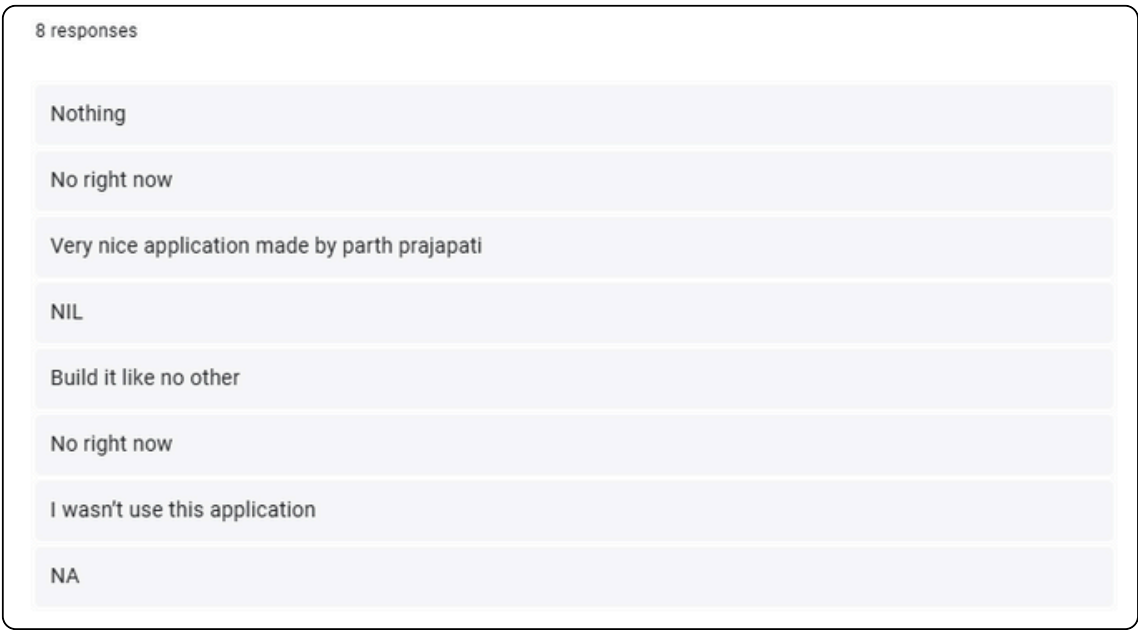 8 responses
Nothing
No right now
Very nice application made by parth prajapati
NIL
Build it like no other
No right now
I wasn't use this application
NA